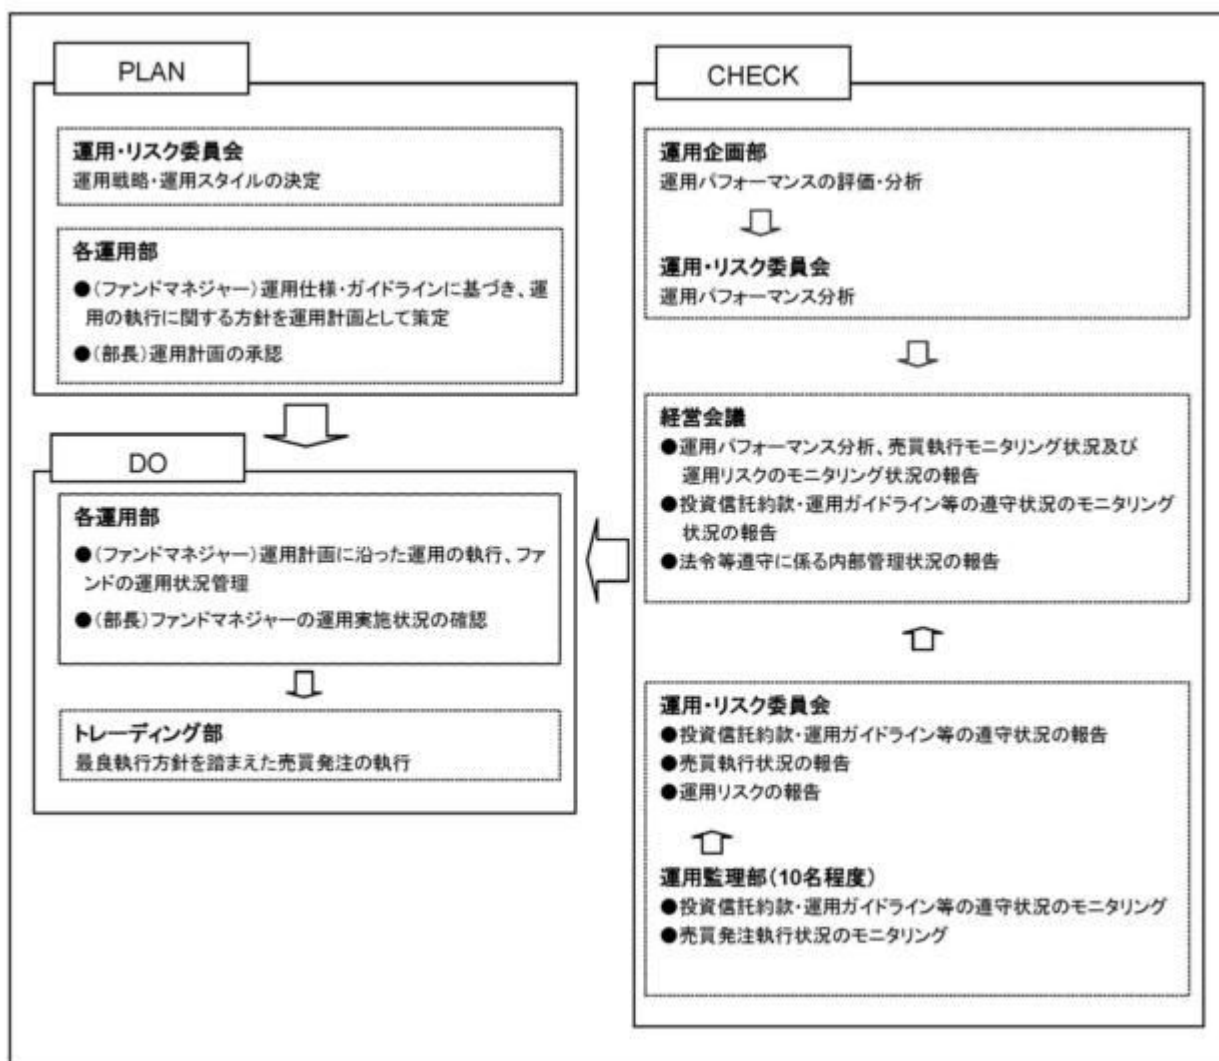 PLAN
運用・リスク委員会
運用戦略・運用スタイルの決定
各運用部
●(ファンドマネジャー)運用仕様・ガイドラインに基づき、運
用の執行に関する方針を運用計画として策定
●(部長)運用計画の承認
DO
各運用部
●(ファンドマネジャー)運用計画に沿った運用の執行、ファ
ンドの運用状況管理
●(部長)ファンドマネジャーの運用実施状況の確認
トレーディング部
最良執行方針を踏まえた売買発注の執行
CHECK
運用企画部
運用パフォーマンスの評価・分析
運用・リスク委員会
運用パフォーマンス分析
経営会議
●運用パフォーマンス分析、売買執行モニタリング状況及び
運用リスクのモニタリング状況の報告
●投資信託約款・運用ガイドライン等の遵守状況のモニタリング
状況の報告
●法令等遵守に係る内部管理状況の報告
運用・リスク委員会
●投資信託約款・運用ガイドライン等の遵守状況の報告
●売買執行状況の報告
●運用リスクの報告
運用監理部(10名程度)
●投資信託約款・運用ガイドライン等の遵守状況のモニタリング
●売買発注執行状況のモニタリング